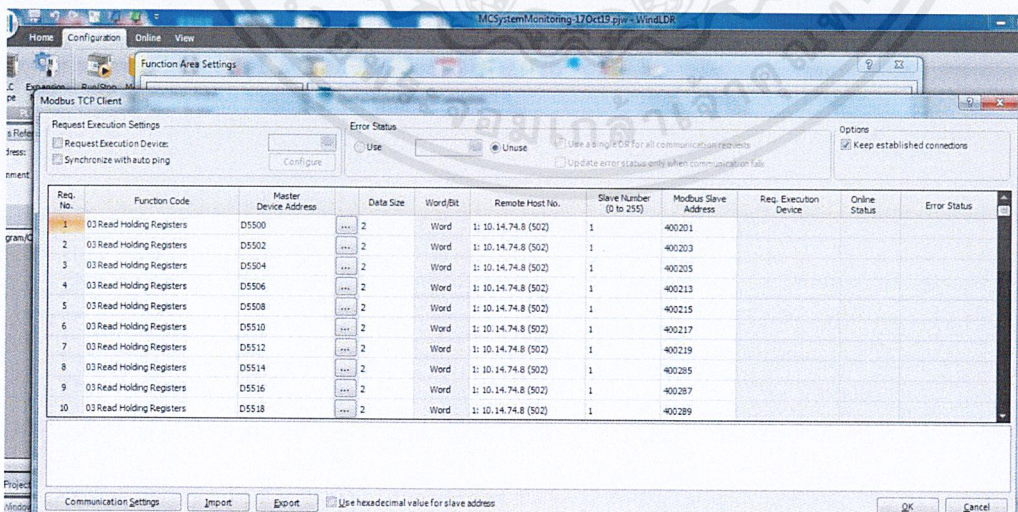 MCSystemMonitoring-17Oct19.pjw - WindLDR
Home Configuration Online View
Function Area Settings
Modbus TCP Client
Request Execution Settings
Request Execution Device:
Synchronize with auto ping
Configure
Error Status
Use
Unuse
Use a single DR for all communication requests
Update error status only when communication fails
Options
Keep established connections
Req. No. Function Code Master Device Address Data Size Word/Bit Remote Host No. Slave Number (0 to 255) Modbus Slave Address Req. Execution Device Online Status Error Status
1 03 Read Holding Registers D5500 ... 2 Word 1: 10.14.74.8 (502) 1 400201
2 03 Read Holding Registers D5502 ... 2 Word 1: 10.14.74.8 (502) 1 400203
3 03 Read Holding Registers D5504 ... 2 Word 1: 10.14.74.8 (502) 1 400205
4 03 Read Holding Registers D5506 ... 2 Word 1: 10.14.74.8 (502) 1 400213
5 03 Read Holding Registers D5508 ... 2 Word 1: 10.14.74.8 (502) 1 400215
6 03 Read Holding Registers D5510 ... 2 Word 1: 10.14.74.8 (502) 1 400217
7 03 Read Holding Registers D5512 ... 2 Word 1: 10.14.74.8 (502) 1 400219
8 03 Read Holding Registers D5514 ... 2 Word 1: 10.14.74.8 (502) 1 400285
9 03 Read Holding Registers D5516 ... 2 Word 1: 10.14.74.8 (502) 1 400287
10 03 Read Holding Registers D5518 ... 2 Word 1: 10.14.74.8 (502) 1 400289
Communication Settings Import Export Use hexadecimal value for slave address
OK Cancel